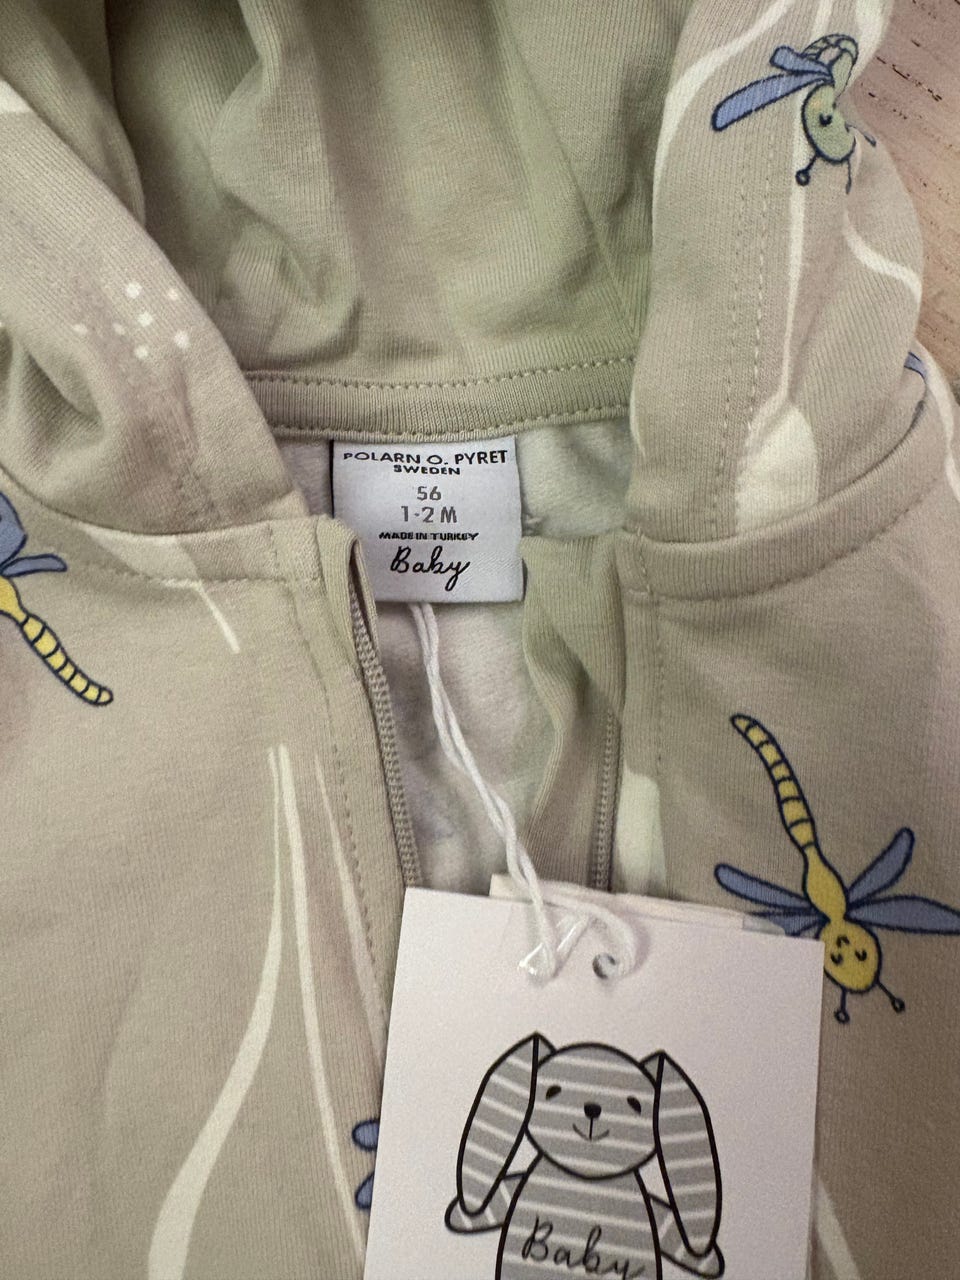 POLARN O. PYRET
SWEDEN
56
1-2 M
MADE IN TURKEY
Baby
Baby